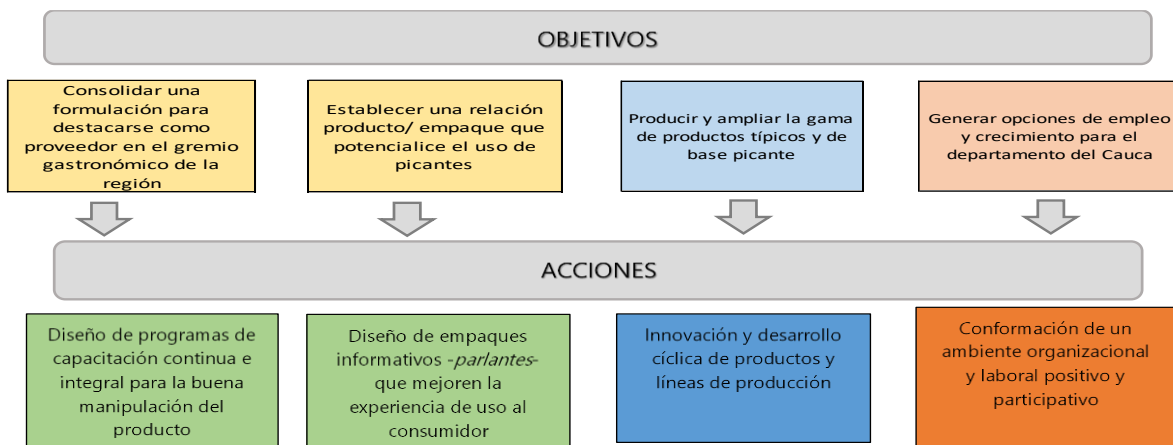 OBJETIVOS
Consolidar una
formulación para
destacarse como
proveedor en el gremio
gastronómico de la
región
Establecer una relación
producto/ empaque que
potencialice el uso de
picantes
Producir y ampliar la
gama de productos típicos y de
base picante
Generar opciones de empleo
y crecimiento para el
departamento del Cauca
ACCIONES
Diseño de programas de
capacitación continua e
integral para la buena
manipulación del
producto
Diseño de empaques
informativos -parlantes-
que mejoren la
experiencia de uso al
consumidor
Innovación y desarrollo
cíclica de productos y
líneas de producción
Conformación de un
ambiente organizacional
y laboral positivo y
participativo